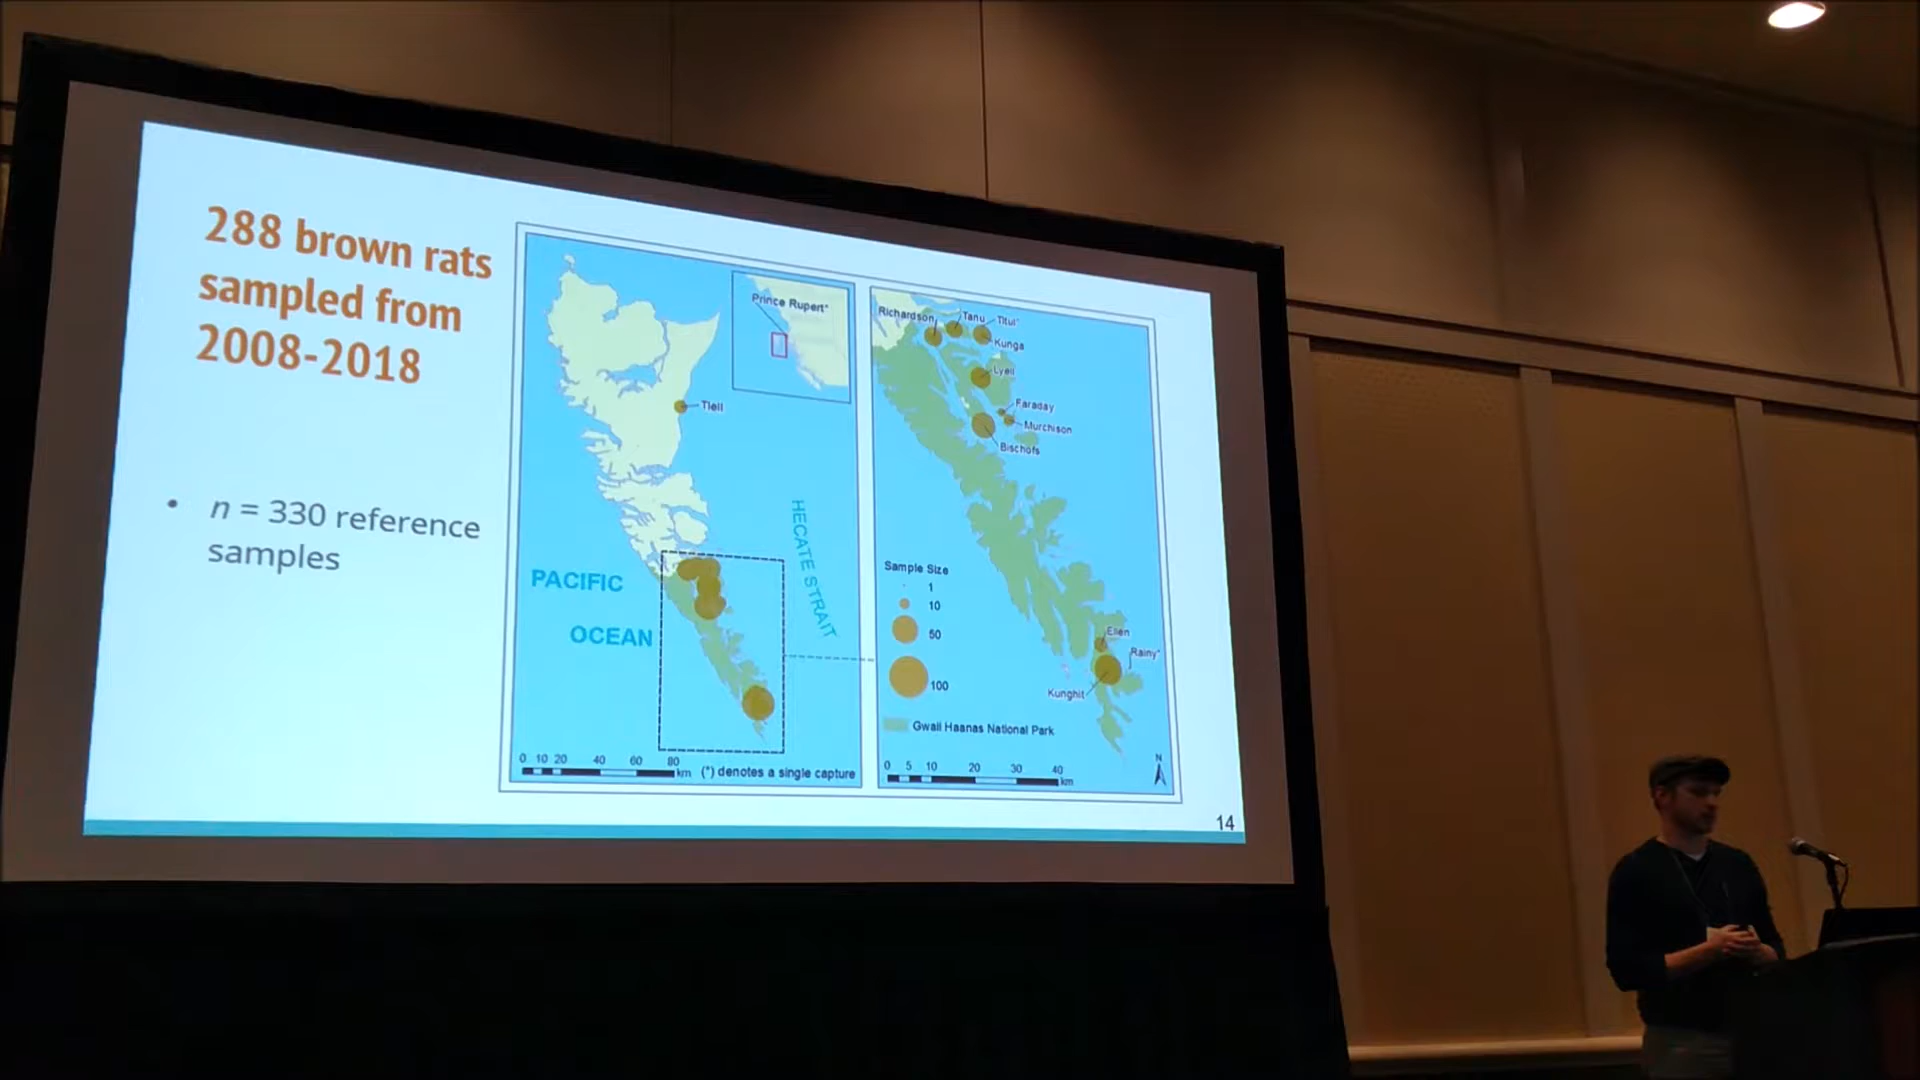 288 brown rats
sampled from
2008-2018
• n = 330 reference
samples
Prince Rupert*
Tlell
HECATE STRAIT
PACIFIC
OCEAN
0 10 20 40 60 80
km
(*) denotes a single capture
Richardson
Tanu
Titul*
Kunga
Lyell
Faraday
Murchison
Bischofs
Sample Size
1
10
50
100
Ellen
Rainy*
Kunghit
Gwaii Haanas National Park
0 5 10 20 30 40
km
N
14